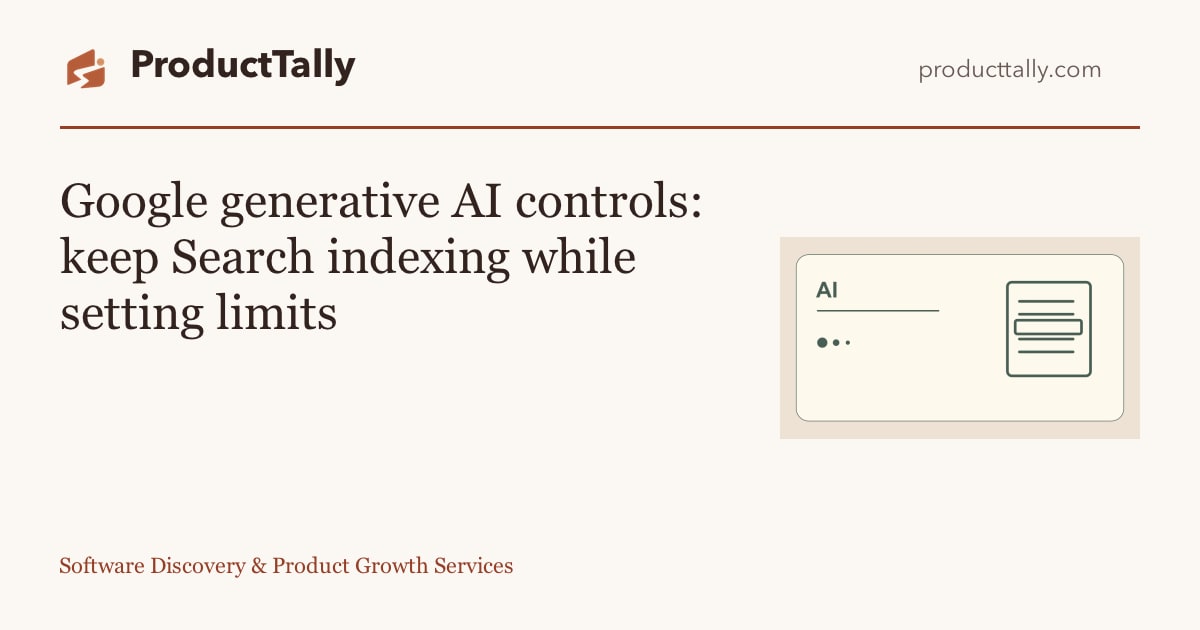 ProductTally
producttally.com
Google generative AI controls:
keep Search indexing while
setting limits
AI
Software Discovery & Product Growth Services